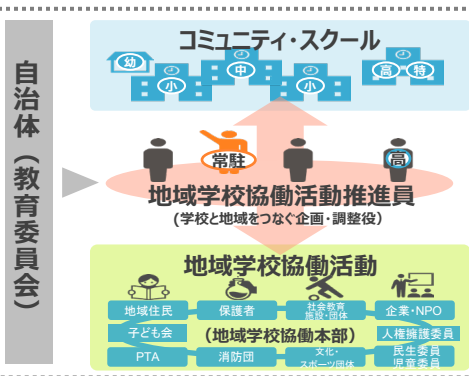 自治体（教育委員会）
コミュニティ・スクール
幼
小
中
小
高
特
常駐
高
地域学校協働活動推進員
(学校と地域をつなぐ企画・調整役)
地域学校協働活動
地域住民
保護者
社会教育
施設・団体
企業・NPO
子ども会
(地域学校協働本部)
人権擁護委員
PTA
消防団
文化・
スポーツ団体
民生委員
児童委員